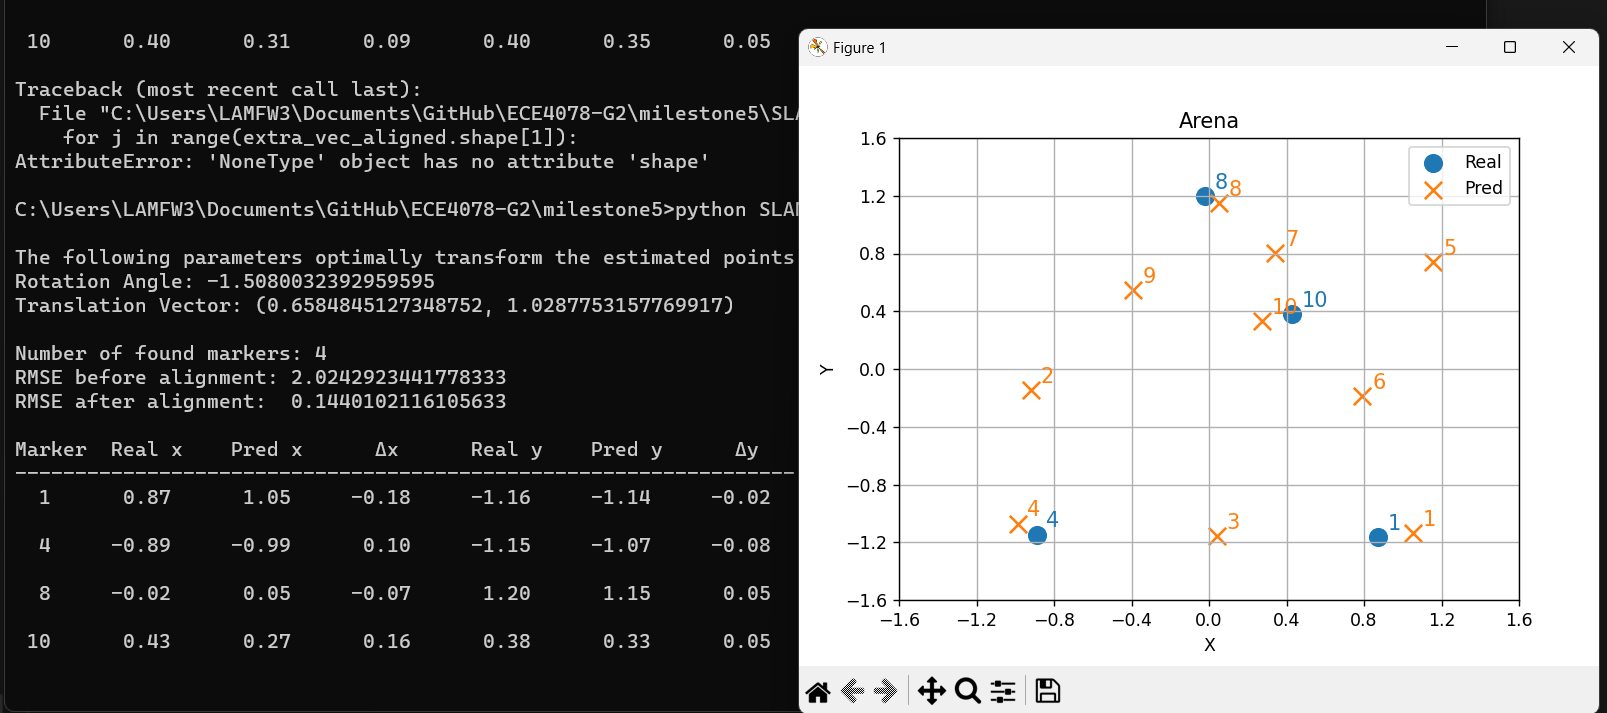 10 0.40 0.31 0.09 0.40 0.35 0.05
Traceback (most recent call last):
File "C:\Users\LAMFW3\Documents\GitHub\ECE4078-G2\milestone5\SLA
for j in range(extra_vec_aligned.shape[1]):
AttributeError: 'NoneType' object has no attribute 'shape'
C:\Users\LAMFW3\Documents\GitHub\ECE4078-G2\milestone5>python SLAM
The following parameters optimally transform the estimated points
Rotation Angle: -1.5080032392959595
Translation Vector: (0.6584845127348752, 1.0287753157769917)
Number of found markers: 4
RMSE before alignment: 2.0242923441778333
RMSE after alignment: 0.1440102116105633
Marker Real x Pred x Δx Real y Pred y Δy
1 0.87 1.05 -0.18 -1.16 -1.14 -0.02
4 -0.89 -0.99 0.10 -1.15 -1.07 -0.08
8 -0.02 0.05 -0.07 1.20 1.15 0.05
10 0.43 0.27 0.16 0.38 0.33 0.05
Figure 1
Arena
Real
Pred
1.6
1.2
0.8
0.4
0.0
−0.4
−0.8
−1.2
−1.6
Y
8 8
7
5
9
10 10
2
6
4 4
3
1 1
−1.6 −1.2 −0.8 −0.4 0.0 0.4 0.8 1.2 1.6
X